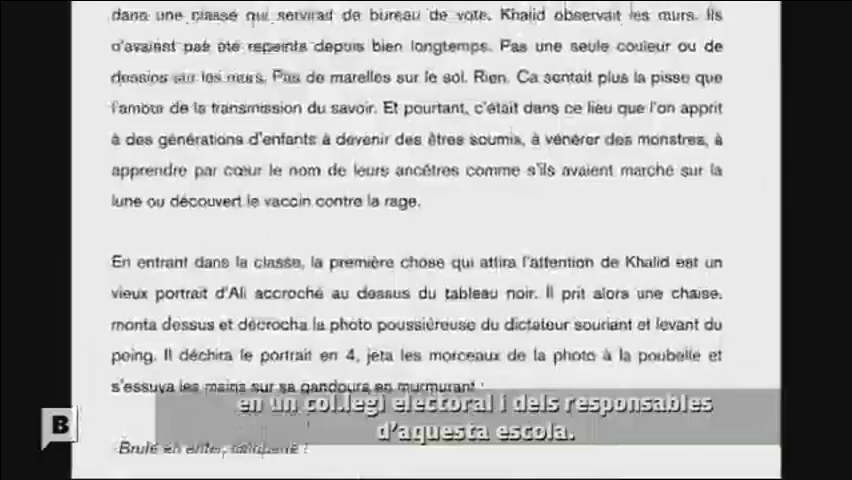 dans une classe qui servirait de bureau de vote. Khalid observait les murs. Ils
n'avaient pas été repeints depuis bien longtemps. Pas une seule couleur ou de
dessins sur les murs. Pas de marelles sur le sol. Rien. Ca sentait plus la pisse que
l'amour de la transmission du savoir. Et pourtant, c'était dans ce lieu que l'on apprit
à des générations d'enfants à devenir des êtres soumis, à vénérer des monstres, à
apprendre par cœur le nom de leurs ancêtres comme s'ils avaient marché sur la
lune ou découvert le vaccin contre la rage.
En entrant dans la classe, la première chose qui attira l'attention de Khalid est un
vieux portrait d'Ali accroché au dessus du tableau noir. Il prit alors une chaise,
monta dessus et décrocha la photo poussiéreuse du dictateur souriant et levant du
poing. Il déchira le portrait en 4, jeta les morceaux de la photo à la poubelle et
s'essuya les mains sur sa gandoura en murmurant :
en un col.legi electoral i dels responsables
d'aquesta escola.
B
-Brule en enfer, !